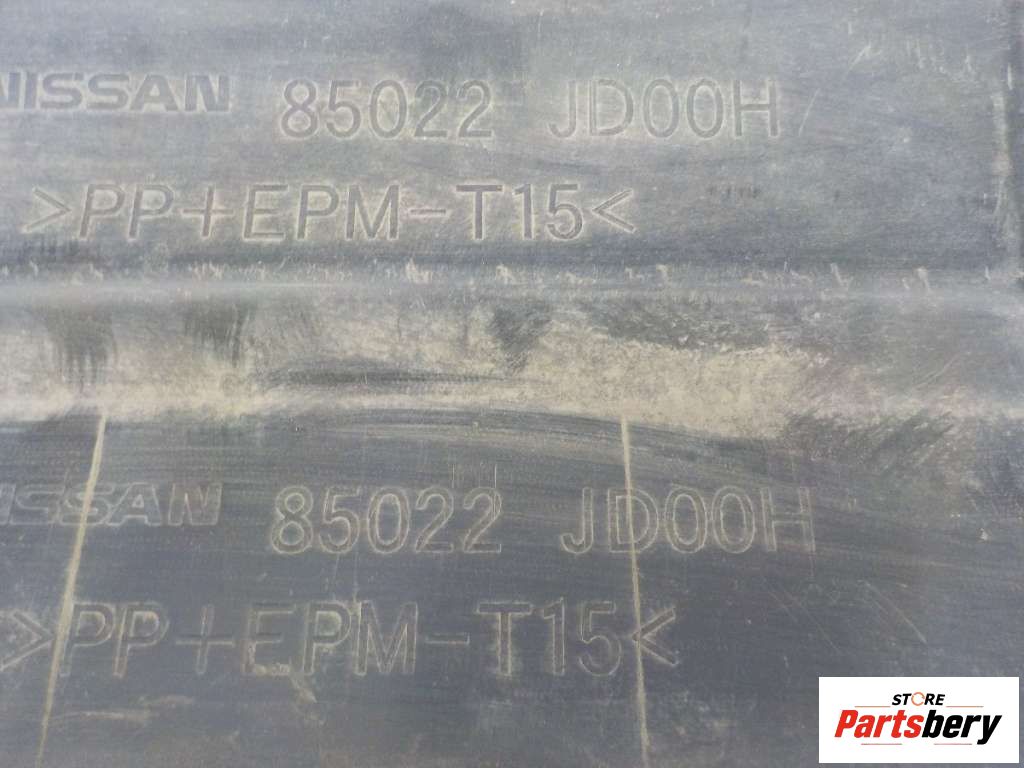 NISSAN 85022 JD00H
>PP+EPM-T15<
NISSAN 85022 JD00H
>PP+EPM-T15<
STORE
Partsbery